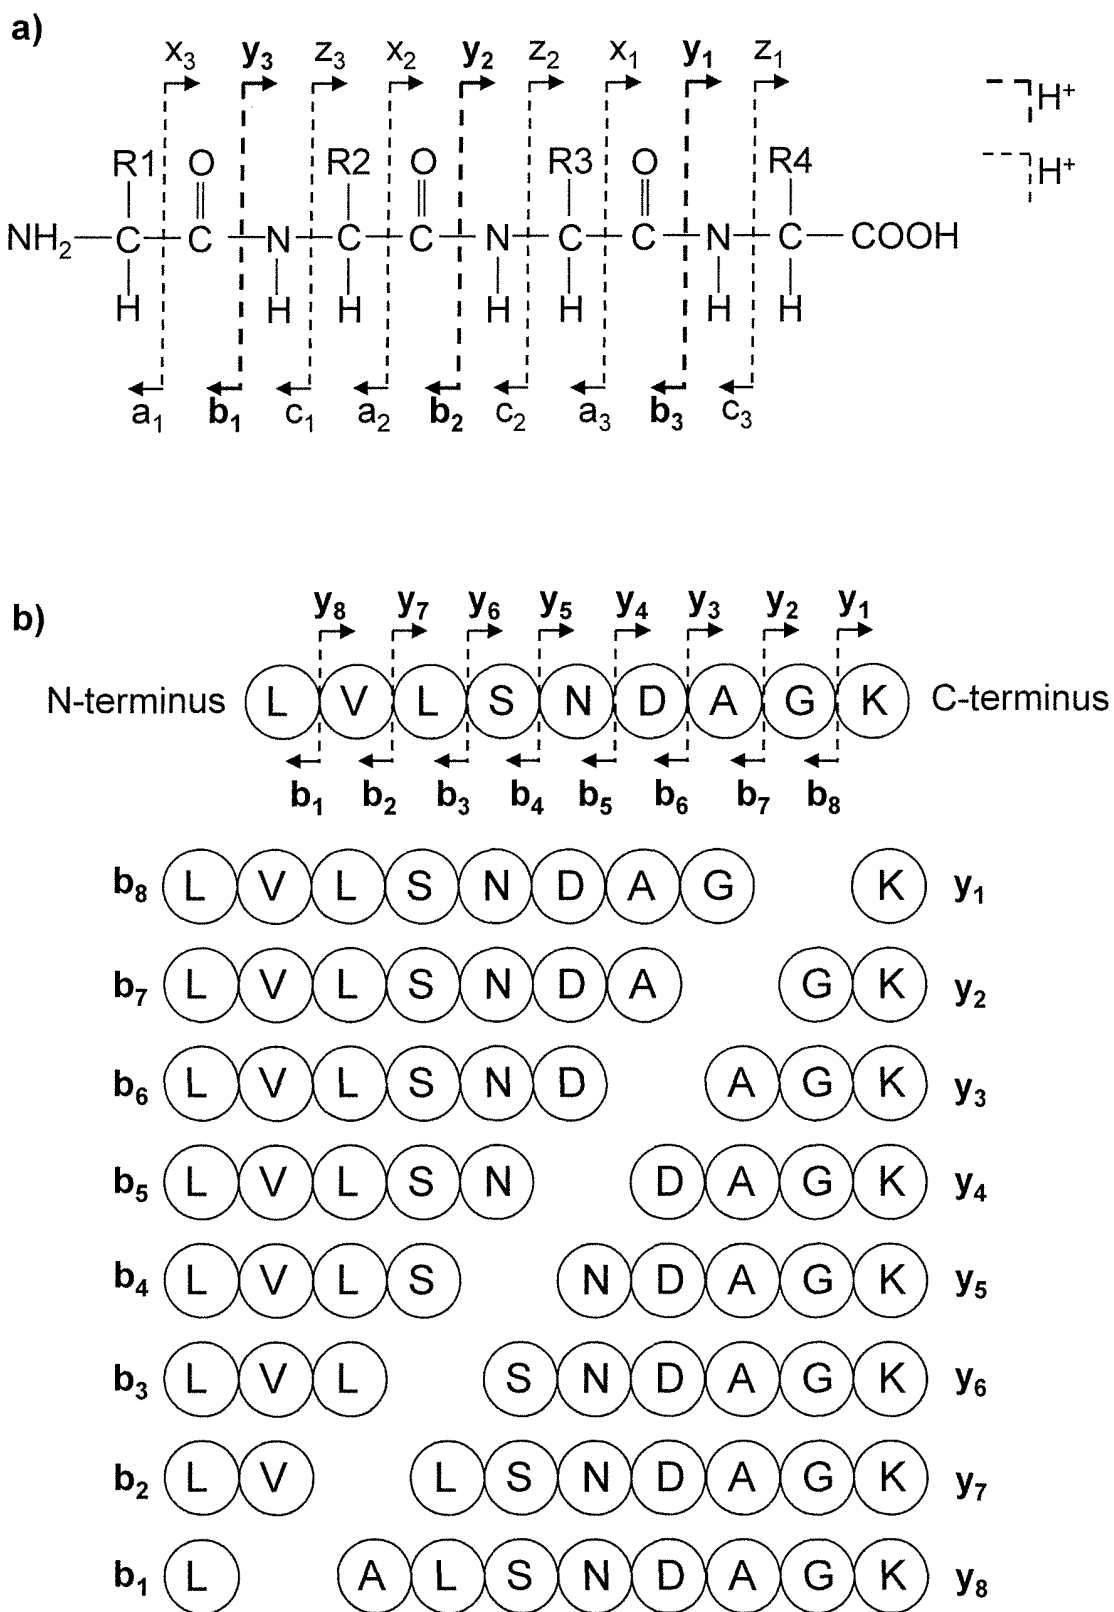 a)
x3 y3 z3 x2 y2 z2 x1 y1 z1
H+
R1 O R2 O R3 O R4 H+
NH2 C C N C C N C C N C COOH
H H H H H H H
a1 b1 c1 a2 b2 c2 a3 b3 c3
b)
y8 y7 y6 y5 y4 y3 y2 y1
N-terminus L V L S N D A G K C-terminus
b1 b2 b3 b4 b5 b6 b7 b8
b8 L V L S N D A G K y1
b7 L V L S N D A G K y2
b6 L V L S N D A G K y3
b5 L V L S N D A G K y4
b4 L V L S N D A G K y5
b3 L V L S N D A G K y6
b2 L V L S N D A G K y7
b1 L A L S N D A G K y8